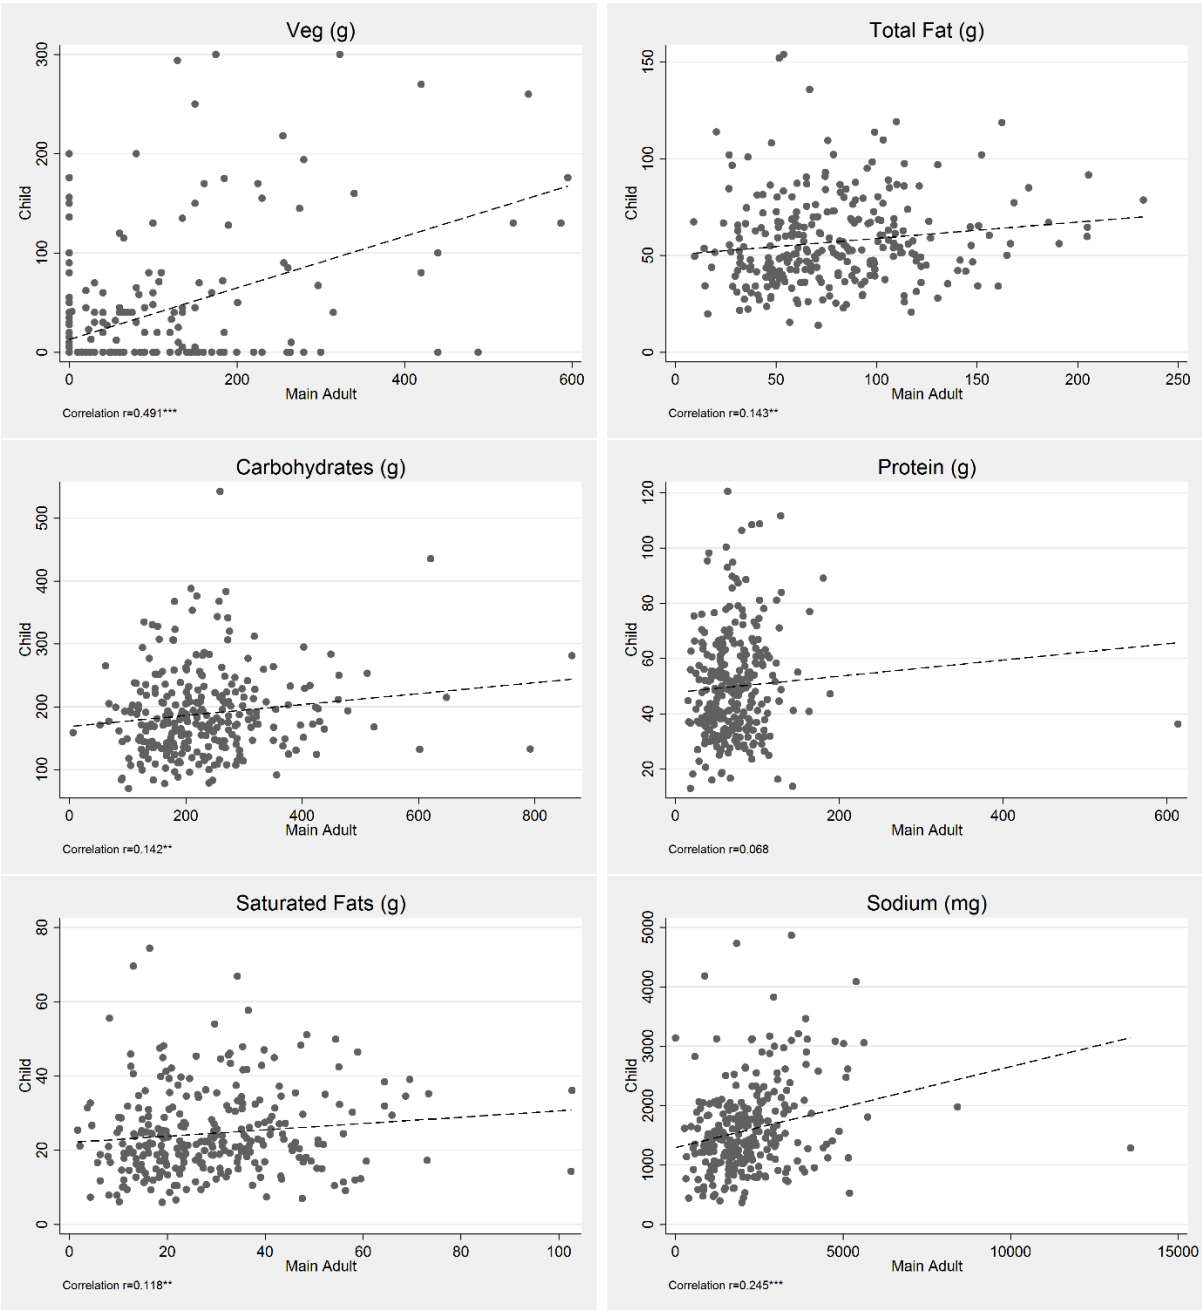 Veg (g)
Child
300
200
100
0
0 200 400 600
Main Adult
Correlation r=0.491***
Total Fat (g)
Child
150
100
50
0
0 50 100 150 200 250
Main Adult
Correlation r=0.143**
Carbohydrates (g)
Child
500
400
300
200
100
0 200 400 600 800
Main Adult
Correlation r=0.142**
Protein (g)
Child
120
100
80
60
40
20
0 200 400 600
Main Adult
Correlation r=0.068
Saturated Fats (g)
Child
80
60
40
20
0
0 20 40 60 80 100
Main Adult
Correlation r=0.118**
Sodium (mg)
Child
5000
4000
3000
2000
1000
0
0 5000 10000 15000
Main Adult
Correlation r=0.245***